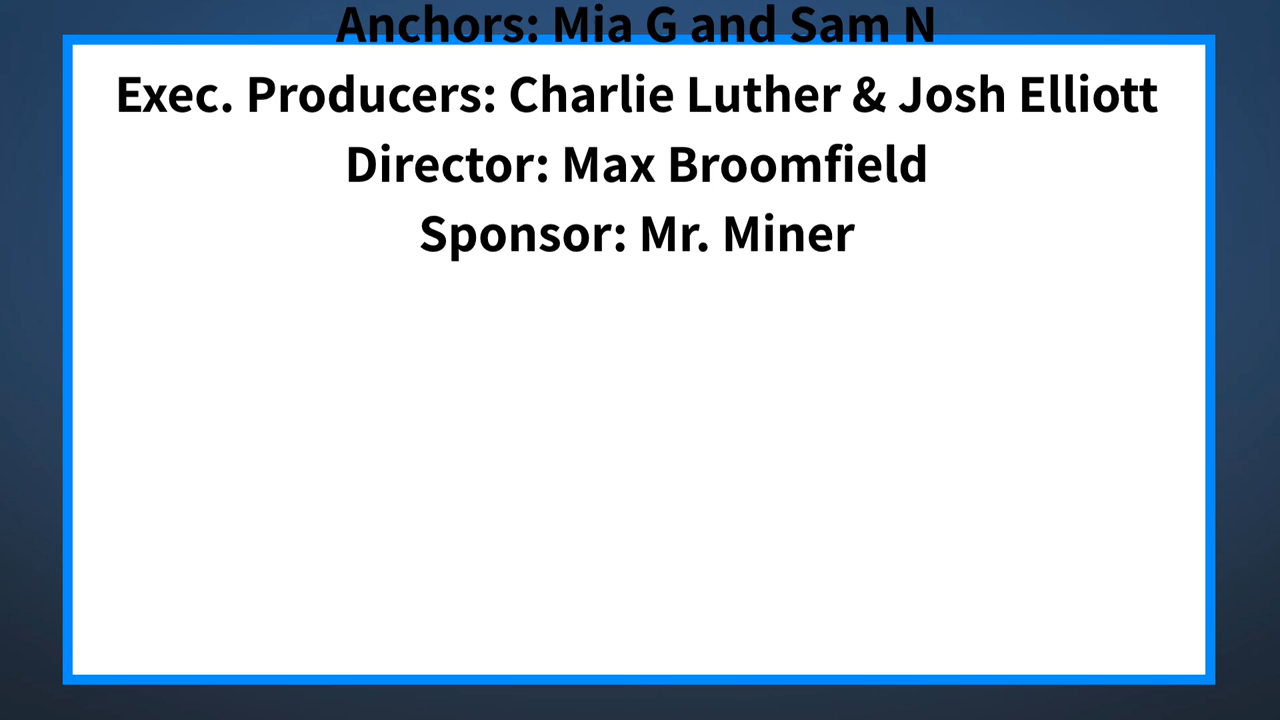 Anchors: Mia G and Sam N
Exec. Producers: Charlie Luther & Josh Elliott
Director: Max Broomfield
Sponsor: Mr. Miner